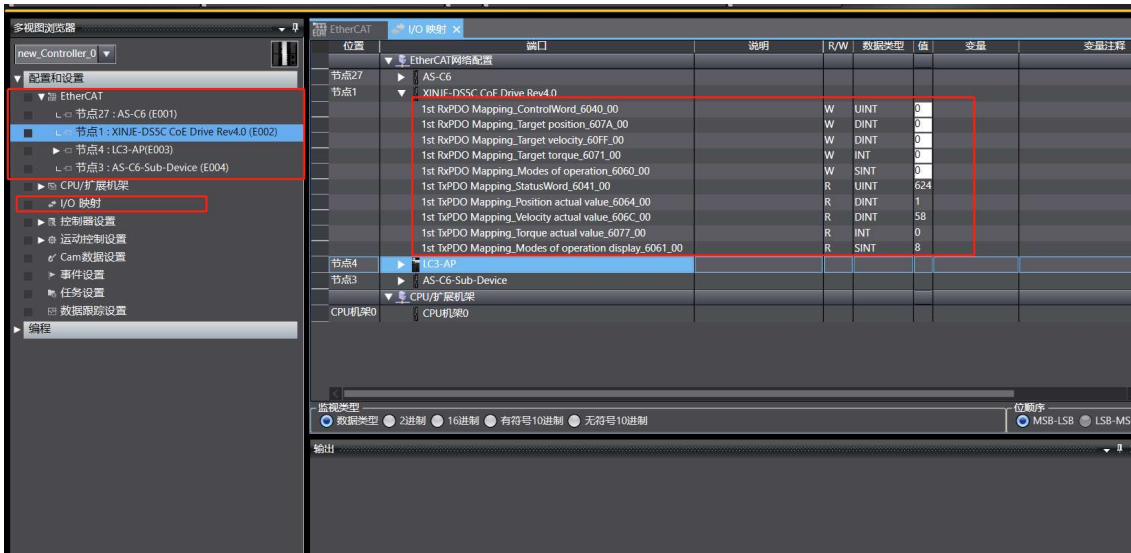 多视图浏览器
new_Controller_0
配置和设置
EtherCAT
节点27 : AS-C6 (E001)
节点1 : XINJE-DS5C CoE Drive Rev4.0 (E002)
节点4 : LC3-AP(E003)
节点3 : AS-C6-Sub-Device (E004)
CPU/扩展机架
I/O 映射
控制器设置
运动控制设置
Cam数据设置
事件设置
任务设置
数据跟踪设置
编程
EtherCAT I/O 映射
位置 端口 说明 R/W 数据类型 值 变量 变量注释
EtherCAT网络配置
节点27 AS-C6
节点1 XINJE-DS5C CoE Drive Rev4.0
1st RxPDO Mapping_ControlWord_6040_00 W UINT 0
1st RxPDO Mapping_Target position_607A_00 W DINT 0
1st RxPDO Mapping_Target velocity_60FF_00 W DINT 0
1st RxPDO Mapping_Target torque_6071_00 W INT 0
1st RxPDO Mapping_Modes of operation_6060_00 W SINT 0
1st TxPDO Mapping_StatusWord_6041_00 R UINT 624
1st TxPDO Mapping_Position actual value_6064_00 R DINT 1
1st TxPDO Mapping_Velocity actual value_606C_00 R DINT 58
1st TxPDO Mapping_Torque actual value_6077_00 R INT 0
1st TxPDO Mapping_Modes of operation display_6061_00 R SINT 8
节点4 LC3-AP
节点3 AS-C6-Sub-Device
CPU/扩展机架
CPU机架0 CPU机架0
监视类型
数据类型 2进制 16进制 有符号10进制 无符号10进制
位顺序
MSB-LSB LSB-MS
输出